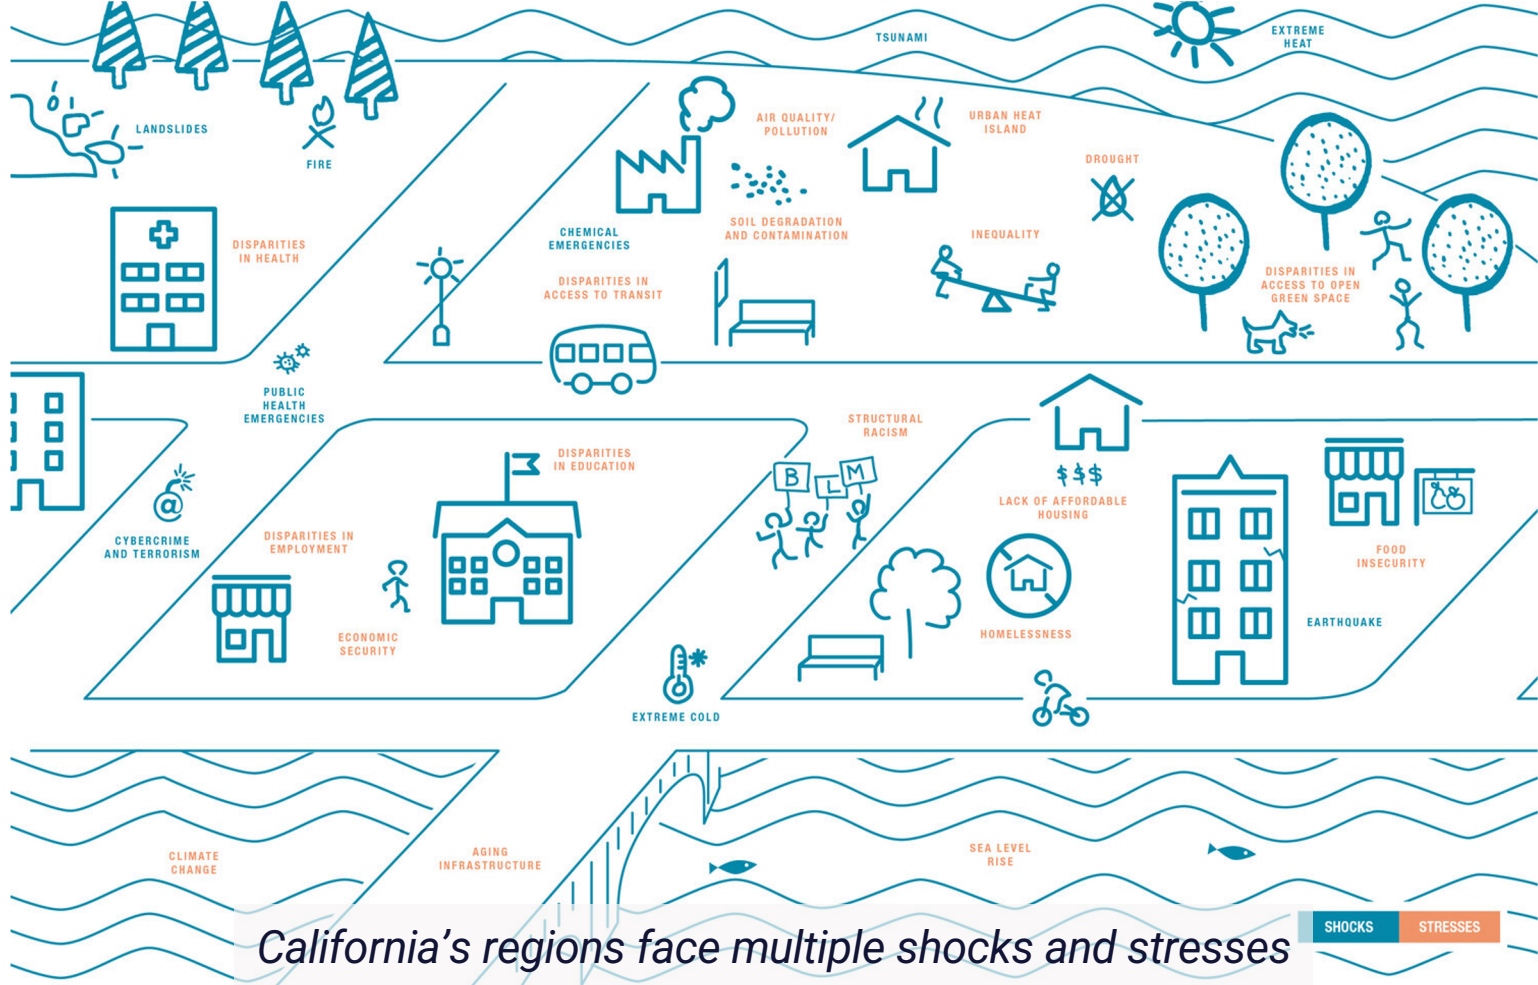 TSUNAMI
EXTREME
HEAT
LANDSLIDES
FIRE
AIR QUALITY/
POLLUTION
URBAN HEAT
ISLAND
DROUGHT
DISPARITIES
IN HEALTH
CHEMICAL
EMERGENCIES
SOIL DEGRADATION
AND CONTAMINATION
INEQUALITY
DISPARITIES IN
ACCESS TO TRANSIT
DISPARITIES IN
ACCESS TO OPEN
GREEN SPACE
PUBLIC
HEALTH
EMERGENCIES
STRUCTURAL
RACISM
DISPARITIES
IN EDUCATION
B L M
$$$
LACK OF AFFORDABLE
HOUSING
@
CYBERCRIME
AND TERRORISM
DISPARITIES IN
EMPLOYMENT
FOOD
INSECURITY
ECONOMIC
SECURITY
HOMELESSNESS
EARTHQUAKE
EXTREME COLD
CLIMATE
CHANGE
AGING
INFRASTRUCTURE
SEA LEVEL
RISE
SHOCKS
STRESSES
California’s regions face multiple shocks and stresses